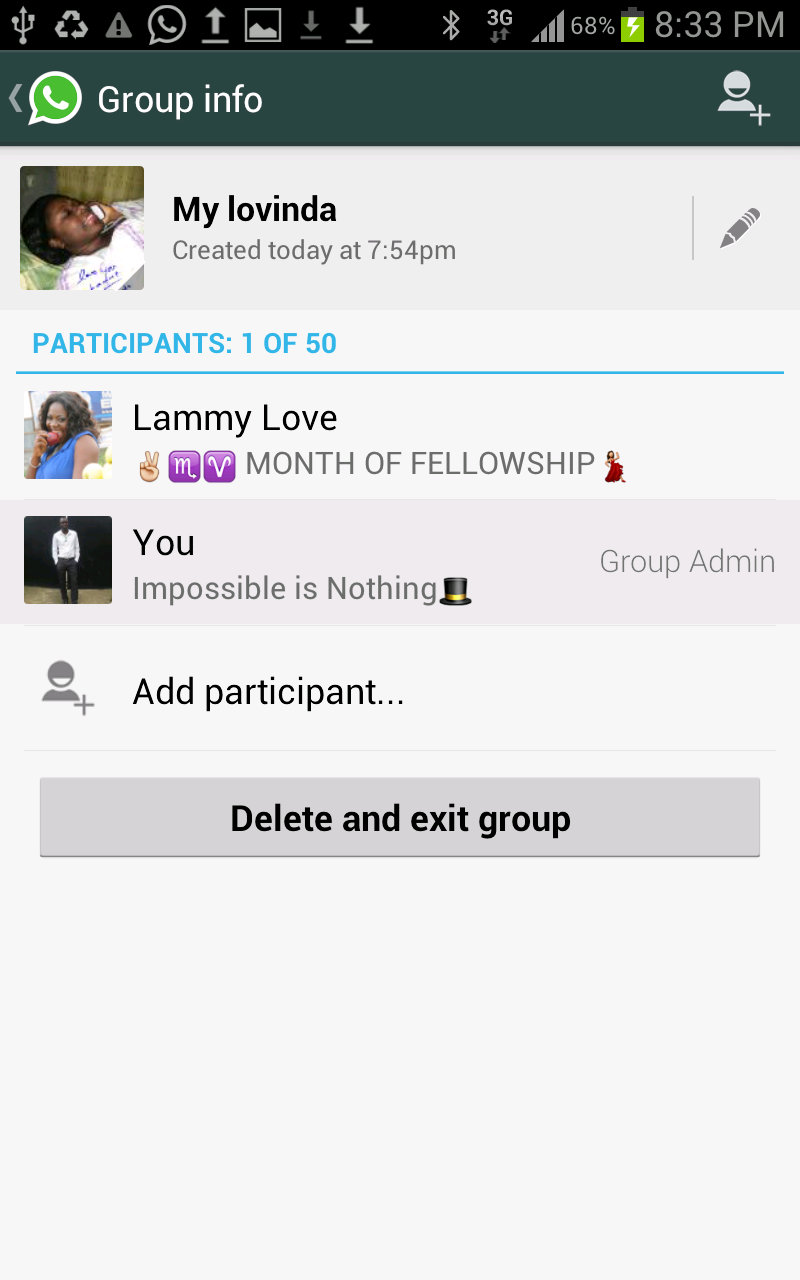 3G 68% 8:33 PM
Group info
My lovinda
Created today at 7:54pm
PARTICIPANTS: 1 OF 50
Lammy Love
✌️♏♈ MONTH OF FELLOWSHIP💃
You
Group Admin
Impossible is Nothing🎩
Add participant...
Delete and exit group